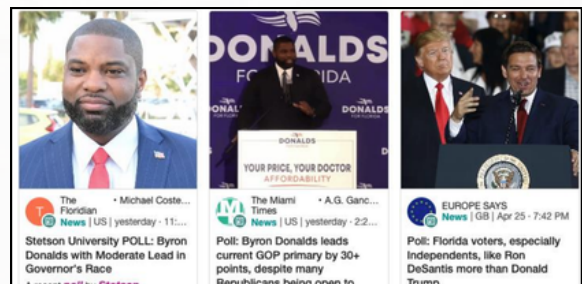 DONALDS
FOR FLORIDA
DONALDS
YOUR PRICE, YOUR DOCTOR
AFFORDABILITY
The Floridian
• Michael Coste...
News | US | yesterday · 11:...
Stetson University POLL: Byron
Donalds with Moderate Lead in
Governor's Race
The Miami
Times
• A.G. Ganc...
News | US | yesterday · 2:2...
Poll: Byron Donalds leads
current GOP primary by 30+
points, despite many
Republicans being open to
EUROPE SAYS
News | GB | Apr 25 · 7:42 PM
Poll: Florida voters, especially
Independents, like Ron
DeSantis more than Donald
Trump